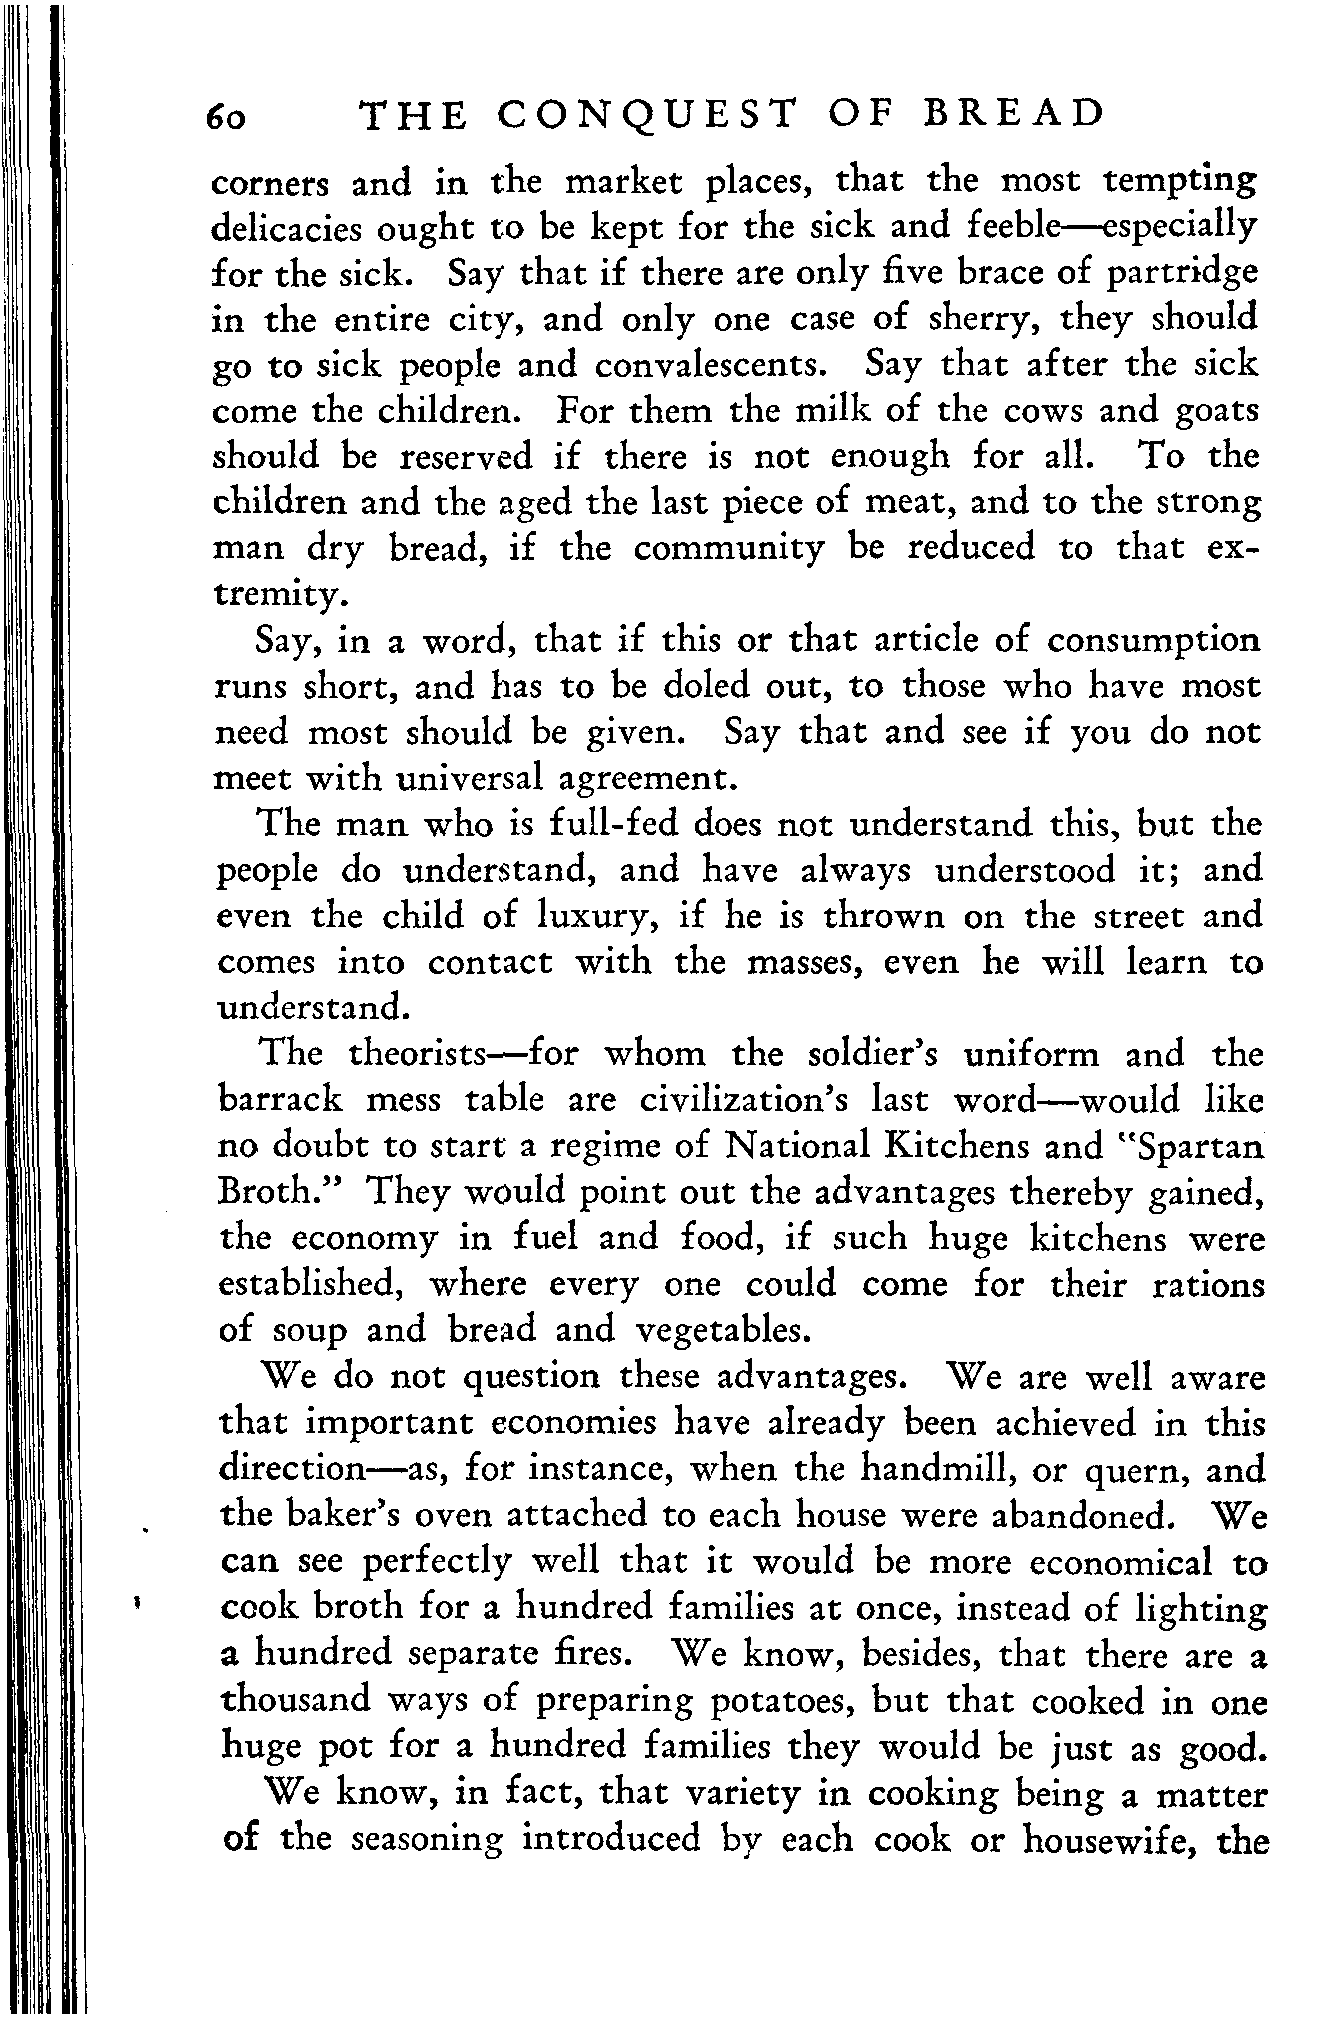 60 THE CONQUEST OF BREAD
corners and in the market places, that the most tempting
delicacies ought to be kept for the sick and feeble—especially
for the sick. Say that if there are only five brace of partridge
in the entire city, and only one case of sherry, they should
go to sick people and convalescents. Say that after the sick
come the children. For them the milk of the cows and goats
should be reserved if there is not enough for all. To the
children and the aged the last piece of meat, and to the strong
man dry bread, if the community be reduced to that ex-
tremity.
Say, in a word, that if this or that article of consumption
runs short, and has to be doled out, to those who have most
need most should be given. Say that and see if you do not
meet with universal agreement.
The man who is full-fed does not understand this, but the
people do understand, and have always understood it; and
even the child of luxury, if he is thrown on the street and
comes into contact with the masses, even he will learn to
understand.
The theorists—for whom the soldier's uniform and the
barrack mess table are civilization's last word—would like
no doubt to start a regime of National Kitchens and "Spartan
Broth." They would point out the advantages thereby gained,
the economy in fuel and food, if such huge kitchens were
established, where every one could come for their rations
of soup and bread and vegetables.
We do not question these advantages. We are well aware
that important economies have already been achieved in this
direction—as, for instance, when the handmill, or quern, and
the baker's oven attached to each house were abandoned. We
can see perfectly well that it would be more economical to
cook broth for a hundred families at once, instead of lighting
a hundred separate fires. We know, besides, that there are a
thousand ways of preparing potatoes, but that cooked in one
huge pot for a hundred families they would be just as good.
We know, in fact, that variety in cooking being a matter
of the seasoning introduced by each cook or housewife, the